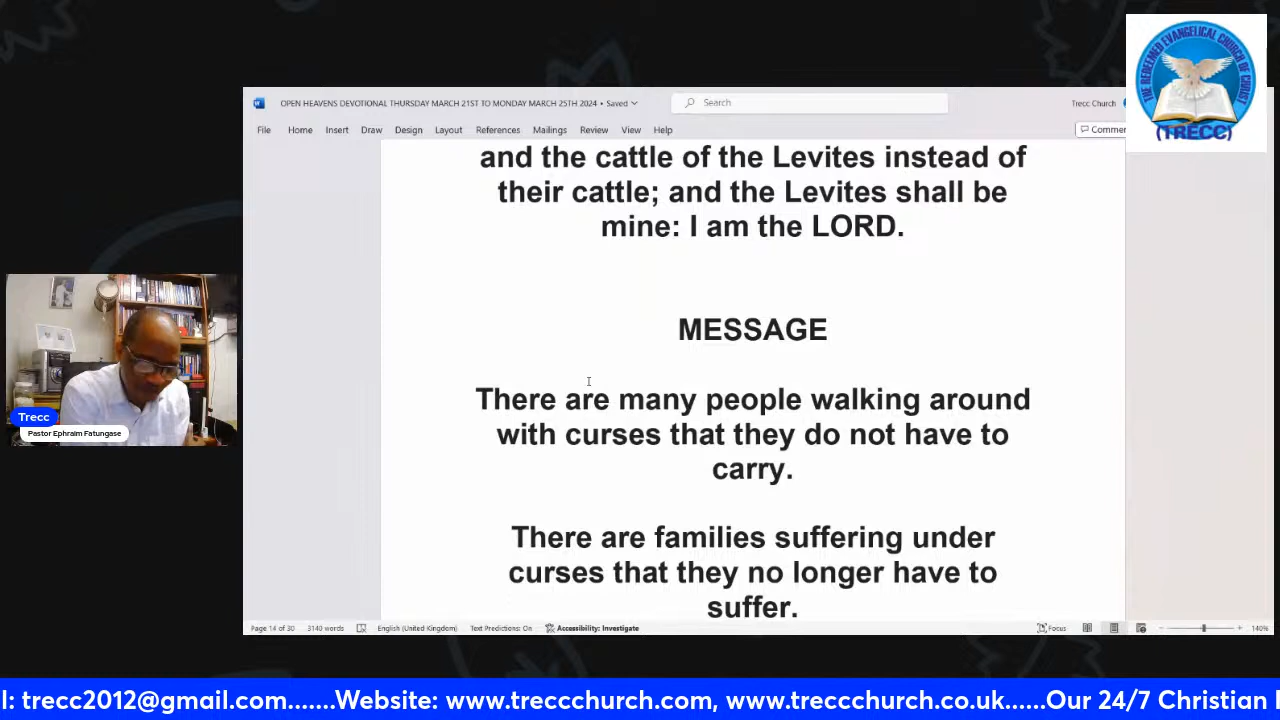 THE REDEEMED EVANGELICAL CHURCH OF CHRIST
(TRECC)
OPEN HEAVENS DEVOTIONAL THURSDAY MARCH 21ST TO MONDAY MARCH 25TH 2024 • Saved
Search
Trecc Church
File Home Insert Draw Design Layout References Mailings Review View Help
Commen
and the cattle of the Levites instead of
their cattle; and the Levites shall be
mine: I am the LORD.
MESSAGE
There are many people walking around
with curses that they do not have to
carry.
There are families suffering under
curses that they no longer have to
suffer.
Trecc
Pastor Ephraim Fatungase
Page 14 of 30 3140 words English (United Kingdom) Text Predictions: On Accessibility: Investigate Focus 140%
l: trecc2012@gmail.com.......Website: www.treccchurch.com, www.treccchurch.co.uk......Our 24/7 Christian